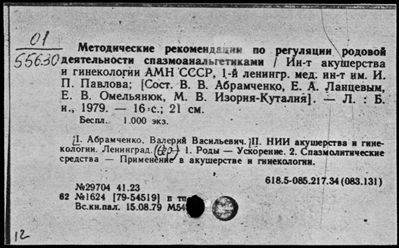 01
55630
Методические рекомендации по регуляции родовой
деятельности спазмоанальгетиками / Ин-т акушерства
и гинекологии АМН СССР, 1-й ленингр. мед. ин-т им. И.
П. Павлова; [Сост. В. В. Абрамченко, Е. А. Ланцевым,
Е. В. Омельянюк, М. В. Изория-Куталия]. — Л. : Б.
и., 1979. — 16 с.; 21 см.
Беспл. 1.000 экз.
I. Абрамченко, Валерий Васильевич. II. НИИ акушерства и гине-
кологии. Ленинград. 1. Роды — Ускорение. 2. Спазмолитические
средства — Применение в акушерстве и гинекологии.
618.5-085.217.34 (083.131)
№29704 41.23
62 №1624 [79-54519] в тп
Вс.кн.пал. 15.08.79
12